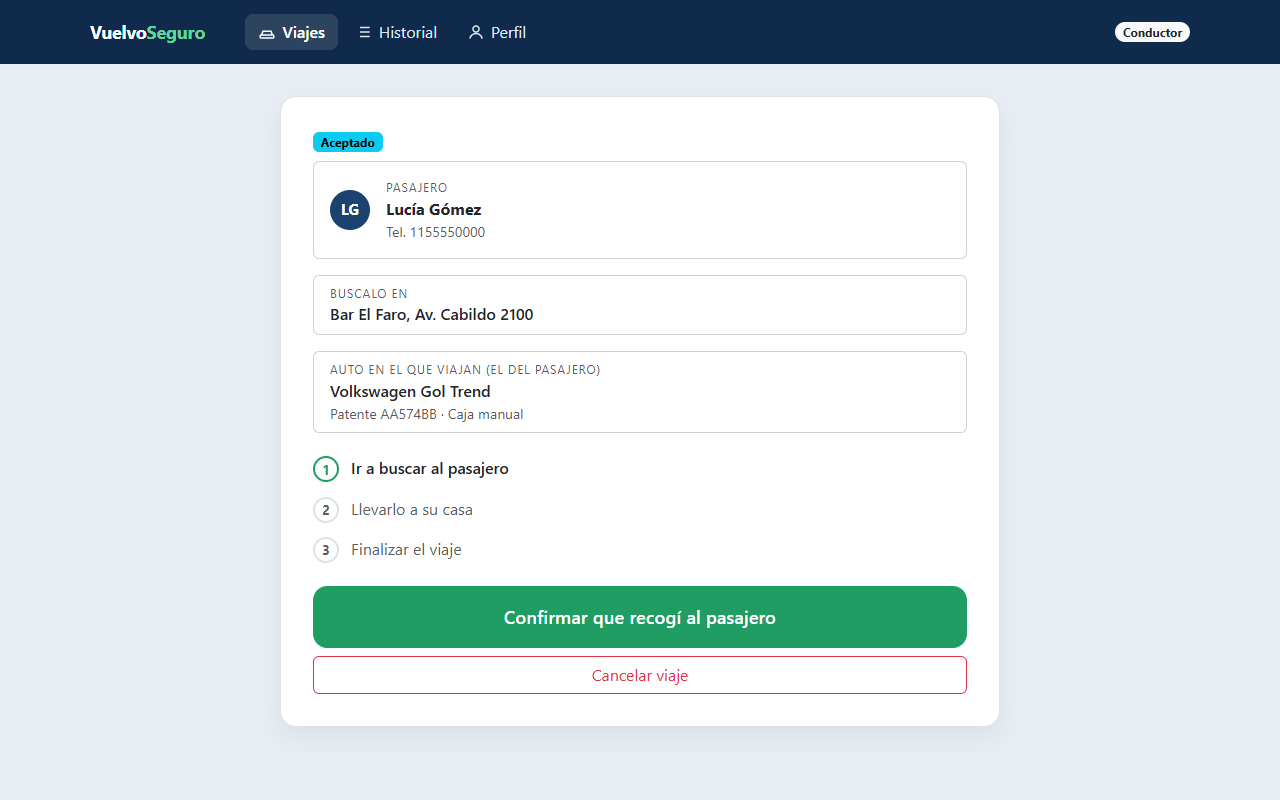 VuelvoSeguro
Viajes
Historial
Perfil
Conductor
Aceptado
LG
PASAJERO
Lucía Gómez
Tel. 1155550000
BUSCALO EN
Bar El Faro, Av. Cabildo 2100
AUTO EN EL QUE VIAJAN (EL DEL PASAJERO)
Volkswagen Gol Trend
Patente AA574BB · Caja manual
1 Ir a buscar al pasajero
2 Llevarlo a su casa
3 Finalizar el viaje
Confirmar que recogí al pasajero
Cancelar viaje